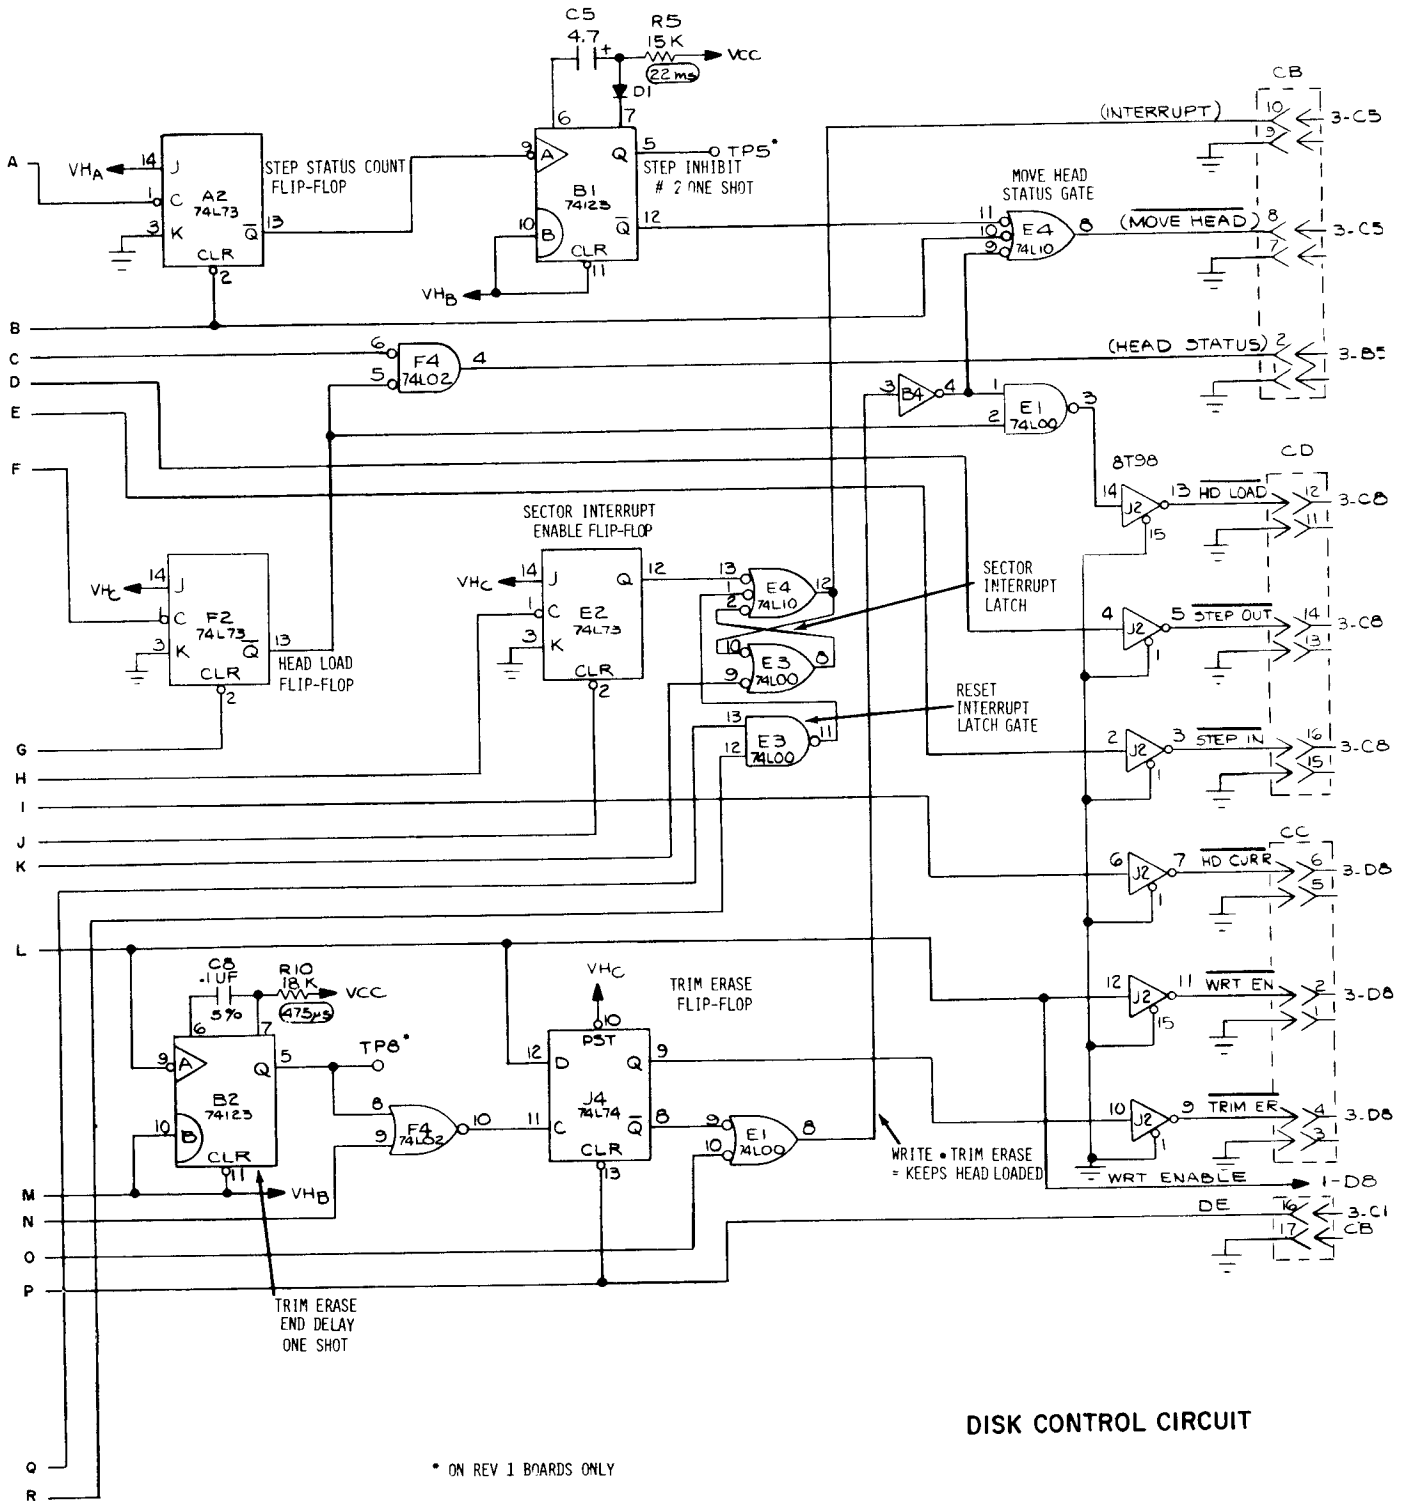 C5
4.7 +
R5
15K
22 ms
VCC
D1
6 7
CB
(INTERRUPT) 10 3-C5
9
A
VHA 14 J
STEP STATUS COUNT
FLIP-FLOP
1 C
A2
74L73
3 K Q 13
CLR
2
9 A Q 5 TP5*
STEP INHIBIT
# 2 ONE SHOT
B1
74123
10 B Q 12
CLR
11
VHB
MOVE HEAD
STATUS GATE
11
10
9
E4
74L10
8
(MOVE HEAD) 8 3-C5
7
B
C
D
E
F
6
5
F4
74L02
4
(HEAD STATUS) 2 3-B5
1
3 B4 4
1
2
E1
74L00
3
8T98
CD
14 J2 13 HD LOAD 12 3-C8
15
11
SECTOR INTERRUPT
ENABLE FLIP-FLOP
VHC 14 J
6 C
F2
74L73
3 K Q 13
CLR
2
HEAD LOAD
FLIP-FLOP
VHC 14 J Q 12
1 C
E2
74L73
3 K
CLR
2
13
1
2
E4
74L10
12
SECTOR
INTERRUPT
LATCH
10
9
E3
74L00
8
4 J2 5 STEP OUT 14 3-C8
1
13
RESET
INTERRUPT
LATCH GATE
13
12
E3
74L00
11
2 J2 3 STEP IN 16 3-C8
1
15
G
H
I
J
K
CC
6 J2 7 HD CURR 6 3-D8
1
5
L
C8
.1UF
5%
R10
18K
475µs
VCC
6 7
VHC
TRIM ERASE
FLIP-FLOP
12 J2 11 WRT EN 2 3-D8
15
1
9 A Q 5 TP8*
B2
74123
10 B
CLR
11
VHB
8
9
F4
74L02
10
10
PST
12 D Q 9
J4
74L74
11 C Q 8
CLR
13
9
10
E1
74L00
8
10 J2 9 TRIM ER 4 3-D8
1
3
WRITE • TRIM ERASE
= KEEPS HEAD LOADED
WRT ENABLE 1-D8
M
N
O
P
DE 16 3-C1
17 CB
TRIM ERASE
END DELAY
ONE SHOT
DISK CONTROL CIRCUIT
Q
R
* ON REV 1 BOARDS ONLY